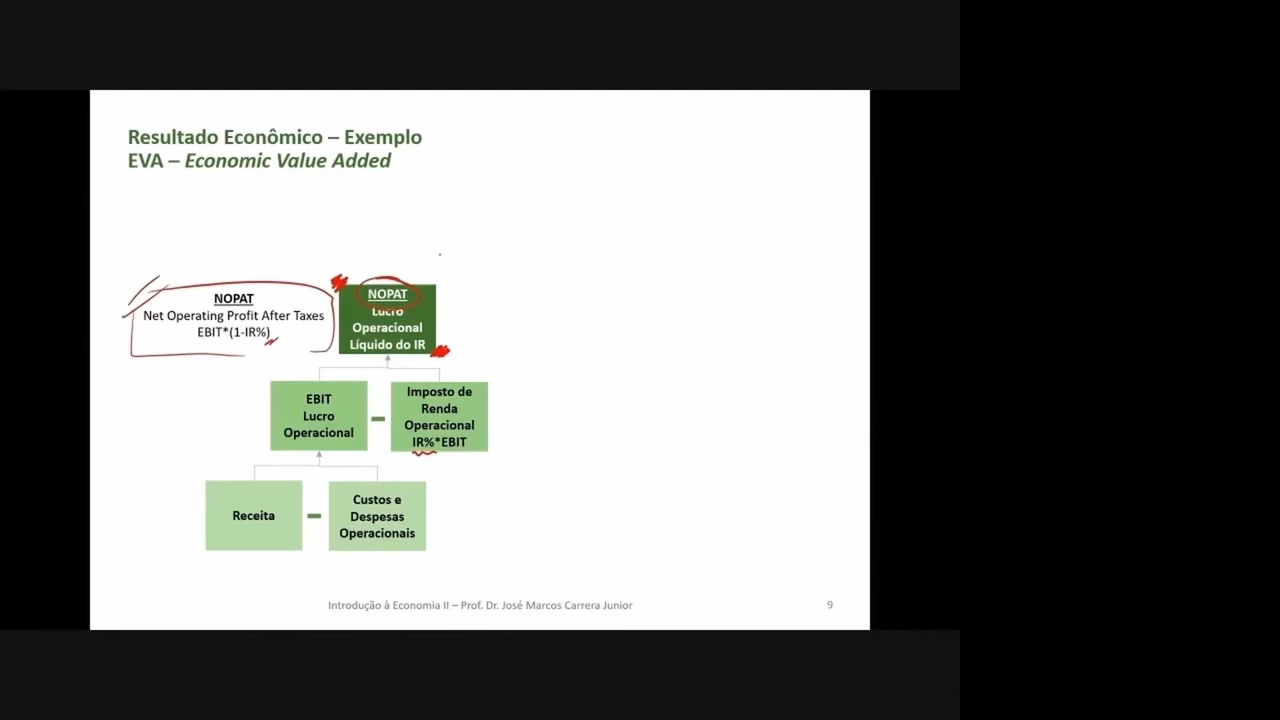 Resultado Econômico – Exemplo
EVA – Economic Value Added
NOPAT
Net Operating Profit After Taxes
EBIT*(1-IR%)
NOPAT
Lucro
Operacional
Líquido do IR
EBIT
Lucro
Operacional
Imposto de
Renda
Operacional
IR%*EBIT
Receita
Custos e
Despesas
Operacionais
Introdução à Economia II – Prof. Dr. José Marcos Carrera Junior
9